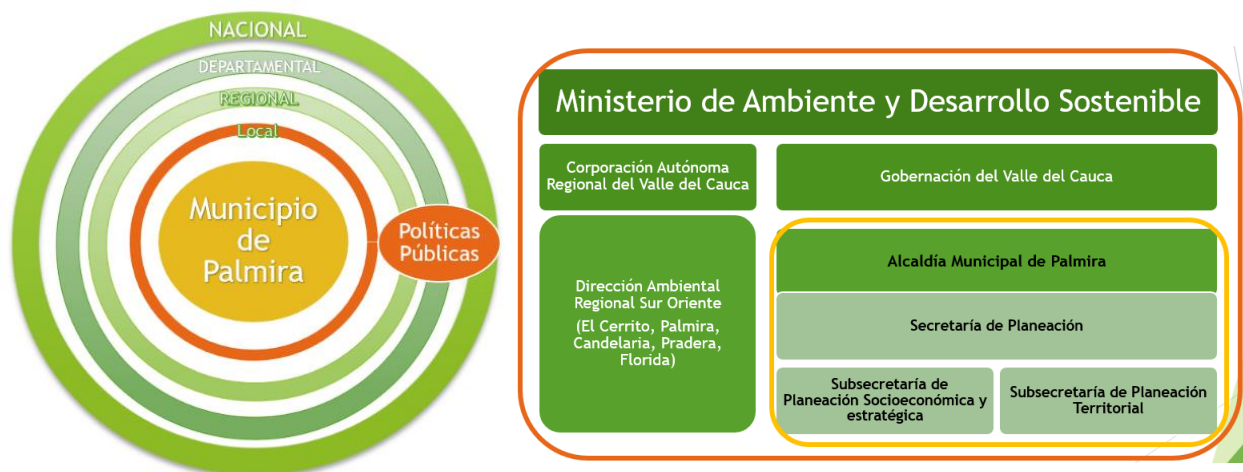 NACIONAL
DEPARTAMENTAL
REGIONAL
Local
Municipio
de
Palmira
Políticas
Públicas
Ministerio de Ambiente y Desarrollo Sostenible
Corporación Autónoma
Regional del Valle del Cauca
Gobernación del Valle del Cauca
Dirección Ambiental
Regional Sur Oriente
(El Cerrito, Palmira,
Candelaria, Pradera,
Florida)
Alcaldía Municipal de Palmira
Secretaría de Planeación
Subsecretaría de
Planeación Socioeconómica y
estratégica
Subsecretaría de Planeación
Territorial